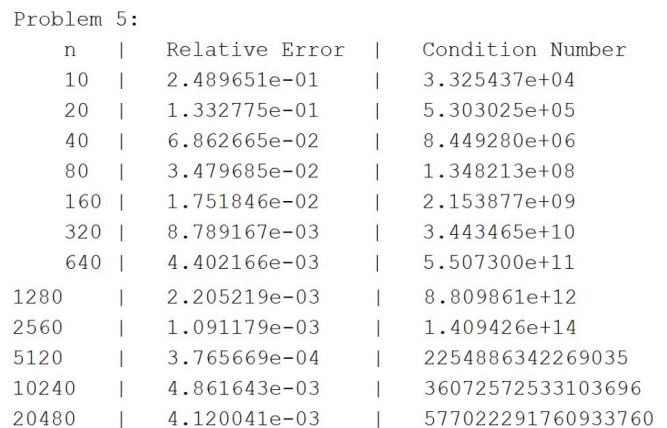 Problem 5:
n | Relative Error | Condition Number
10 | 2.489651e-01 | 3.325437e+04
20 | 1.332775e-01 | 5.303025e+05
40 | 6.862665e-02 | 8.449280e+06
80 | 3.479685e-02 | 1.348213e+08
160 | 1.751846e-02 | 2.153877e+09
320 | 8.789167e-03 | 3.443465e+10
640 | 4.402166e-03 | 5.507300e+11
1280 | 2.205219e-03 | 8.809861e+12
2560 | 1.091179e-03 | 1.409426e+14
5120 | 3.765669e-04 | 2254886342269035
10240 | 4.861643e-03 | 36072572533103696
20480 | 4.120041e-03 | 577022291760933760